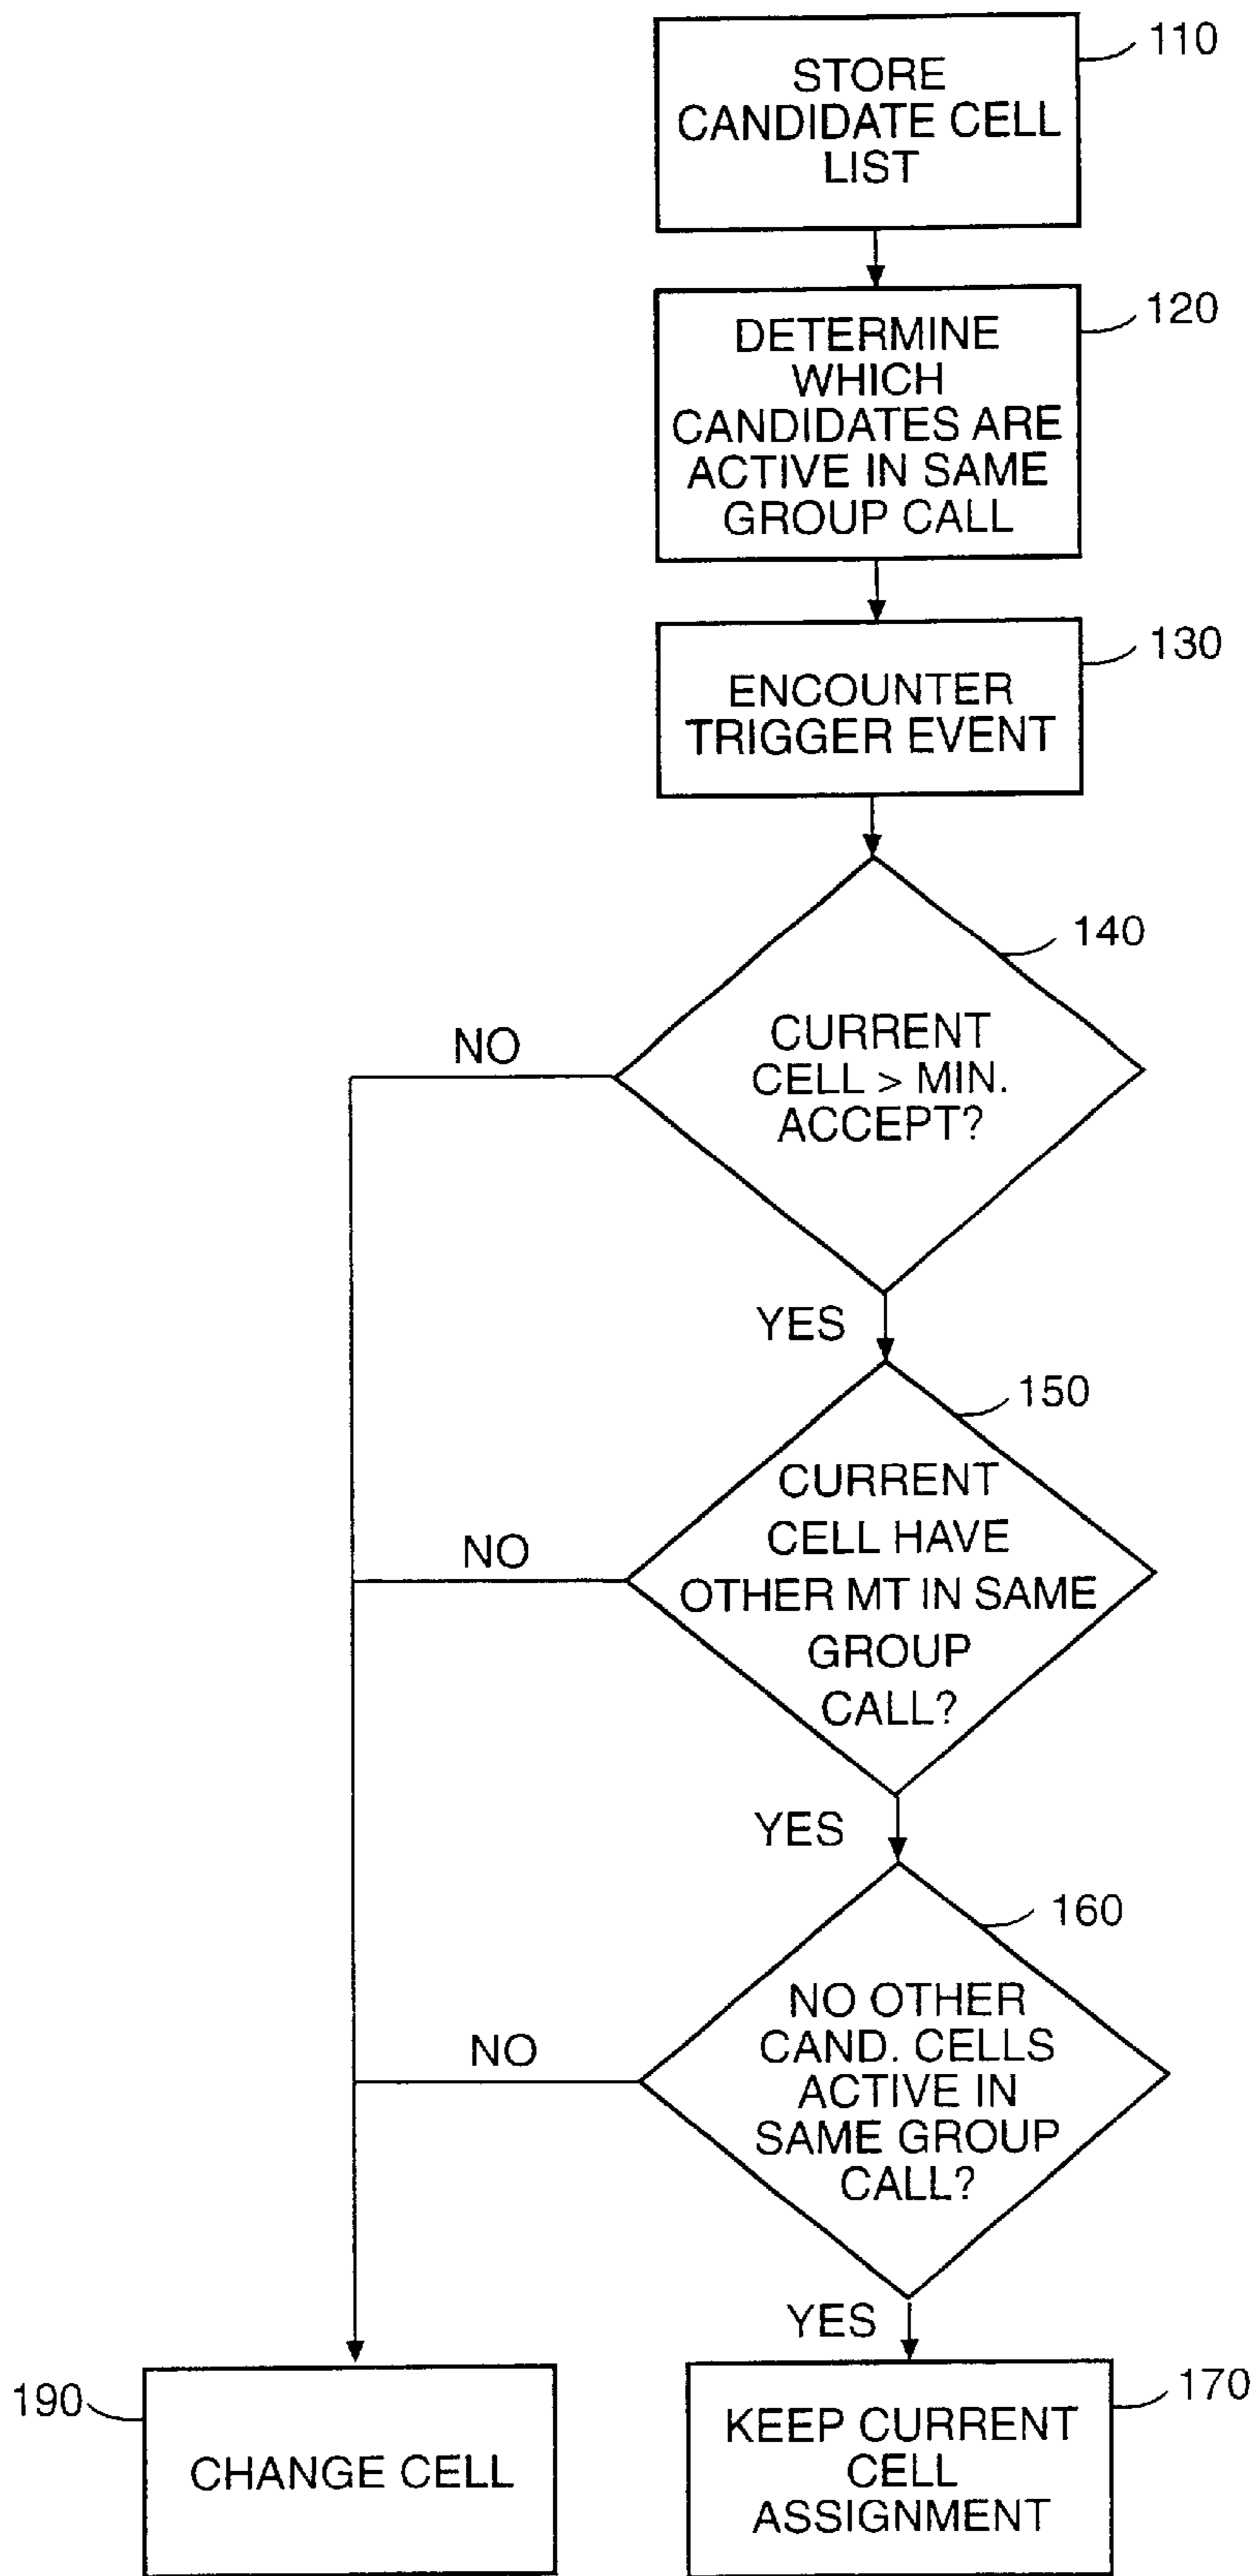 STORE
CANDIDATE CELL
LIST
110
DETERMINE
WHICH
CANDIDATES ARE
ACTIVE IN SAME
GROUP CALL
120
ENCOUNTER
TRIGGER EVENT
130
140
CURRENT
CELL > MIN.
ACCEPT?
NO
YES
150
CURRENT
CELL HAVE
OTHER MT IN SAME
GROUP
CALL?
NO
YES
160
NO OTHER
CAND. CELLS
ACTIVE IN
SAME GROUP
CALL?
NO
YES
190
CHANGE CELL
170
KEEP CURRENT
CELL
ASSIGNMENT